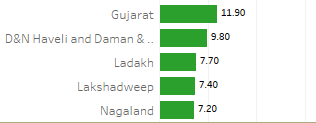 Gujarat 11.90
D&N Haveli and Daman & .. 9.80
Ladakh 7.70
Lakshadweep 7.40
Nagaland 7.20